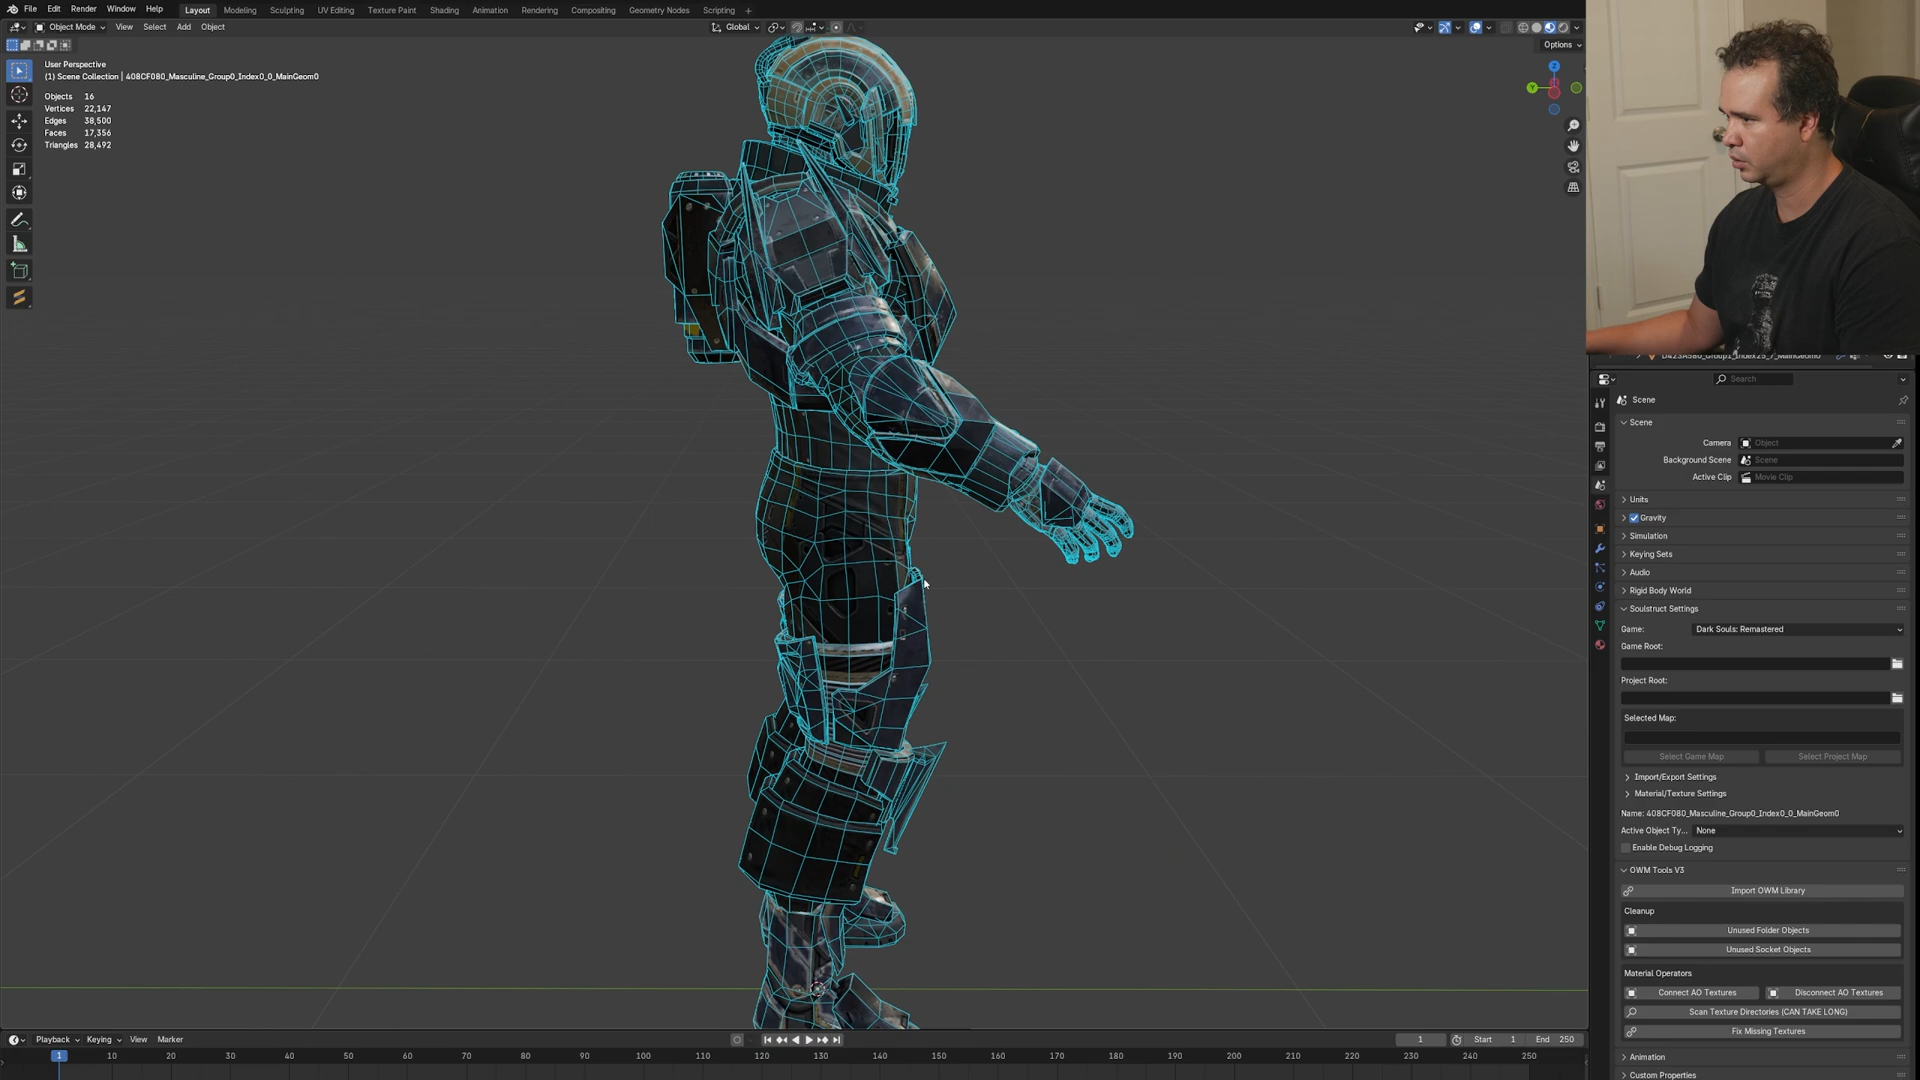 File Edit Render Window Help Layout Modeling Sculpting UV Editing Texture Paint Shading Animation Rendering Compositing Geometry Nodes Scripting +
Object Mode View Select Add Object Global
Options
User Perspective
(1) Scene Collection | 408CF080_Masculine_Group0_Index0_0_MainGeom0
Objects 16
Vertices 22,147
Edges 38,500
Faces 17,356
Triangles 28,492
Z
Y
D423A580_Group1_Index25_7_MainGeom0
Search
Scene
Scene
Camera Object
Background Scene Scene
Active Clip Movie Clip
Units
Gravity
Simulation
Keying Sets
Audio
Rigid Body World
Soulstruct Settings
Game: Dark Souls: Remastered
Game Root:
Project Root:
Selected Map:
Select Game Map Select Project Map
Import/Export Settings
Material/Texture Settings
Name: 408CF080_Masculine_Group0_Index0_0_MainGeom0
Active Object Ty... None
Enable Debug Logging
OWM Tools V3
Import OWM Library
Cleanup
Unused Folder Objects
Unused Socket Objects
Material Operators
Connect AO Textures Disconnect AO Textures
Scan Texture Directories (CAN TAKE LONG)
Fix Missing Textures
Animation
Custom Properties
Playback Keying View Marker 1 Start 1 End 250
1 10 20 30 40 50 60 70 80 90 100 110 120 130 140 150 160 170 180 190 200 210 220 230 240 250